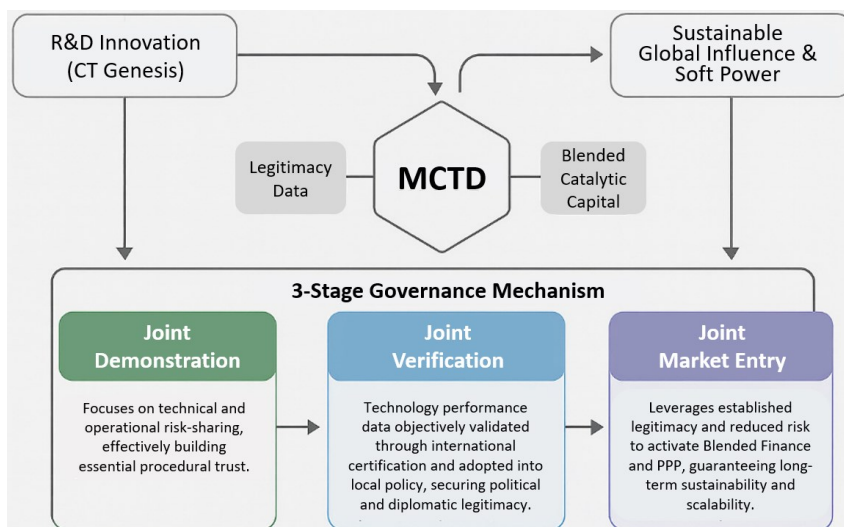 R&D Innovation
(CT Genesis)
Sustainable
Global Influence &
Soft Power
Legitimacy
Data
MCTD
Blended
Catalytic
Capital
3-Stage Governance Mechanism
Joint
Demonstration
Focuses on technical and
operational risk-sharing,
effectively building
essential procedural trust.
Joint
Verification
Technology performance
data objectively validated
through international
certification and adopted into
local policy, securing political
and diplomatic legitimacy.
Joint
Market Entry
Leverages established
legitimacy and reduced risk
to activate Blended Finance
and PPP, guaranteeing long-
term sustainability and
scalability.